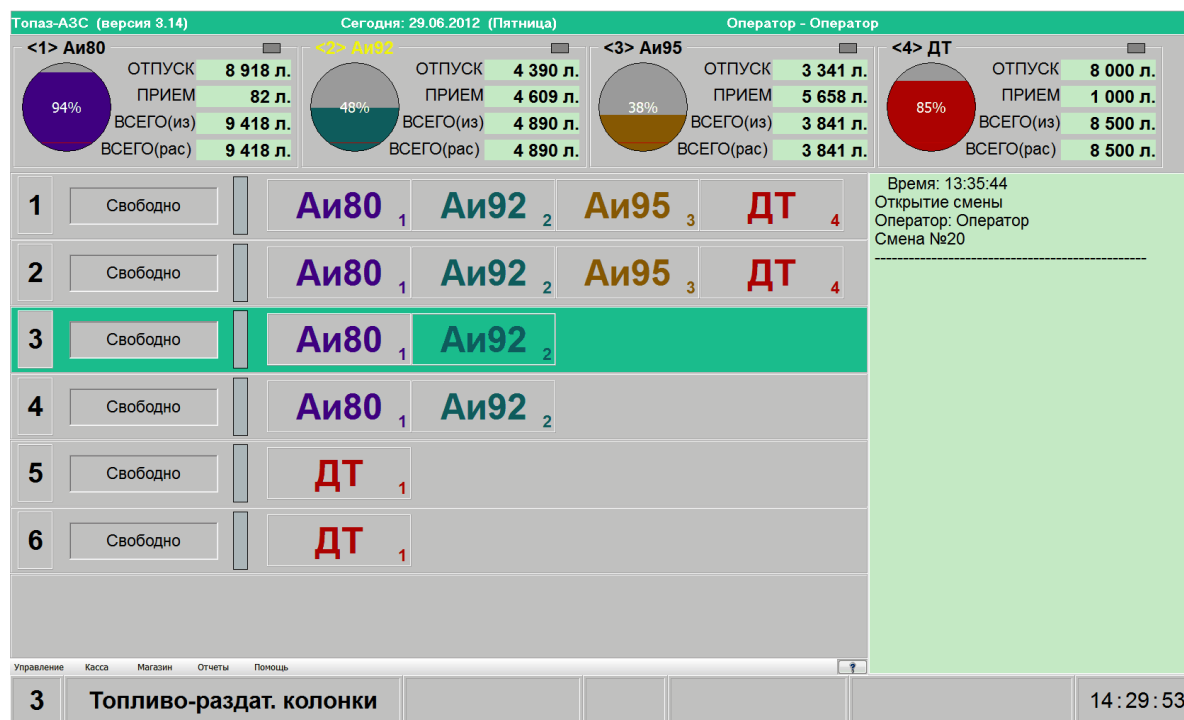 Топаз-АЗС (версия 3.14) Сегодня: 29.06.2012 (Пятница) Оператор - Оператор
<1> Аи80 <2> Аи92 <3> Аи95 <4> ДТ
94% ОТПУСК 8 918 л. 48% ОТПУСК 4 390 л. 38% ОТПУСК 3 341 л. 85% ОТПУСК 8 000 л.
ПРИЕМ 82 л. ПРИЕМ 4 609 л. ПРИЕМ 5 658 л. ПРИЕМ 1 000 л.
ВСЕГО(из) 9 418 л. ВСЕГО(из) 4 890 л. ВСЕГО(из) 3 841 л. ВСЕГО(из) 8 500 л.
ВСЕГО(рас) 9 418 л. ВСЕГО(рас) 4 890 л. ВСЕГО(рас) 3 841 л. ВСЕГО(рас) 8 500 л.
1 Свободно Аи80 1 Аи92 2 Аи95 3 ДТ 4
2 Свободно Аи80 1 Аи92 2 Аи95 3 ДТ 4
3 Свободно Аи80 1 Аи92 2
4 Свободно Аи80 1 Аи92 2
5 Свободно ДТ 1
6 Свободно ДТ 1
Время: 13:35:44
Открытие смены
Оператор: Оператор
Смена №20
------------------------------------------------
Управление Касса Магазин Отчеты Помощь ?
3 Топливо-раздат. колонки 14:29:53